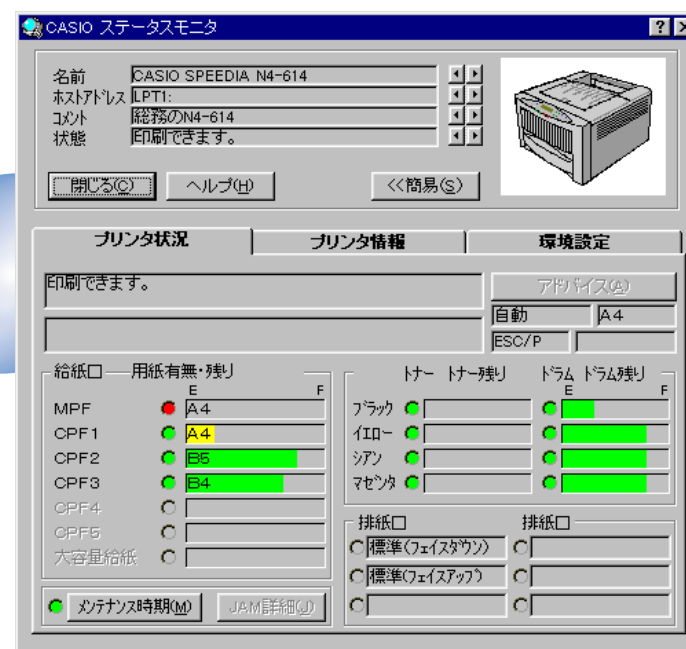 CASIO ステータスモニタ
名前 CASIO SPEEDIA N4-614
ホストアドレス LPT1:
コメント 総務のN4-614
状態 印刷できます。
閉じる(C) ヘルプ(H) <<簡易(S)
プリンタ状況 プリンタ情報 環境設定
印刷できます。 アドバイス(A)
自動 A4
ESC/P
給紙口 用紙有無・残り トナー トナー残り ドラム ドラム残り
E F E F
MPF A4 ブラック
CPF1 A4 イエロー
CPF2 B5 シアン
CPF3 B4 マゼンタ
CPF4
CPF5
大容量給紙
排紙口 排紙口
標準(フェイスダウン)
標準(フェイスアップ)
メンテナンス時期(M) JAM詳細(J)